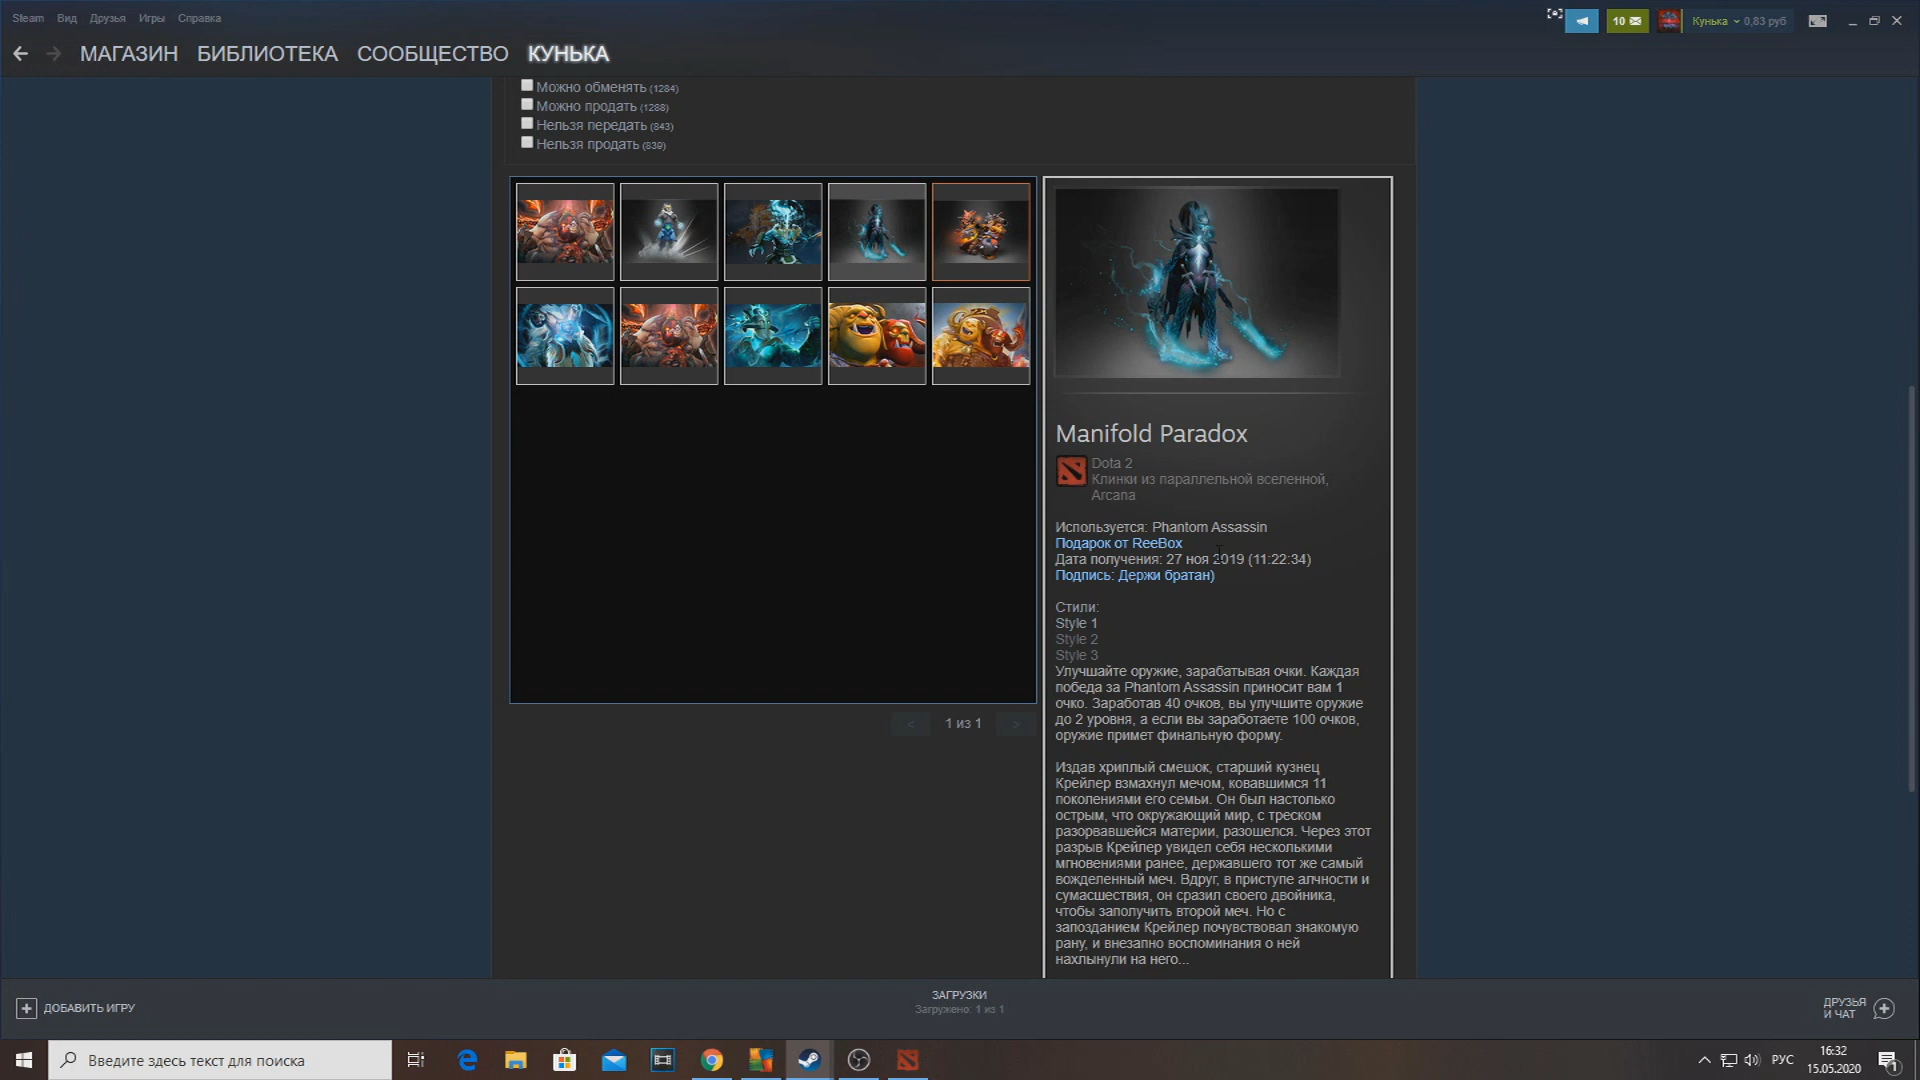 Steam Вид Друзья Игры Справка
10
Кунька 0,83 руб
МАГАЗИН БИБЛИОТЕКА СООБЩЕСТВО КУНЬКА
Можно обменять (1284)
Можно продать (1288)
Нельзя передать (843)
Нельзя продать (839)
Manifold Paradox
Dota 2
Клинки из параллельной вселенной,
Arcana
Используется: Phantom Assassin
Подарок от ReeBox
Дата получения: 27 ноя 2019 (11:22:34)
Подпись: Держи братан)
Стили:
Style 1
Style 2
Style 3
Улучшайте оружие, зарабатывая очки. Каждая
победа за Phantom Assassin приносит вам 1
очко. Заработав 40 очков, вы улучшите оружие
до 2 уровня, а если вы заработаете 100 очков,
оружие примет финальную форму.
Издав хриплый смешок, старший кузнец
Крейлер взмахнул мечом, ковавшимся 11
поколениями его семьи. Он был настолько
острым, что окружающий мир, с треском
разорвавшейся материи, разошелся. Через этот
разрыв Крейлер увидел себя несколькими
мгновениями ранее, державшего тот же самый
вожделенный меч. Вдруг, в приступе алчности и
сумасшествия, он сразил своего двойника,
чтобы заполучить второй меч. Но с
запозданием Крейлер почувствовал знакомую
рану, и внезапно воспоминания о ней
нахлынули на него...
< 1 из 1 >
ДОБАВИТЬ ИГРУ
ЗАГРУЗКИ
Загружено: 1 из 1
ДРУЗЬЯ
И ЧАТ
Введите здесь текст для поиска
РУС
16:32
15.05.2020
1